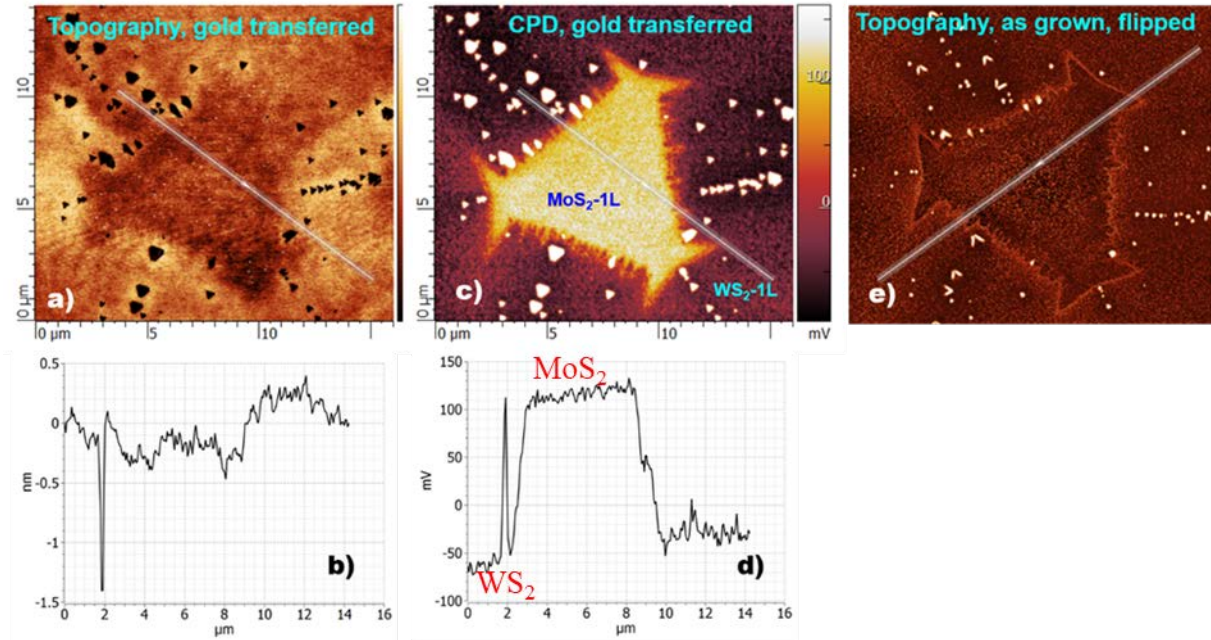 Topography, gold transferred
10
5
0 µm
a)
0 µm
5
10
CPD, gold transferred
10
5
0 µm
MoS2-1L
WS2-1L
c)
0 µm
5
10
100
0
mV
Topography, as grown, flipped
e)
0.5
0
-0.5
-1
-1.5
nm
b)
0 2 4 6 8 10 12 14 16
µm
150
100
50
0
-50
-100
mV
MoS2
WS2
d)
0 2 4 6 8 10 12 14 16
µm